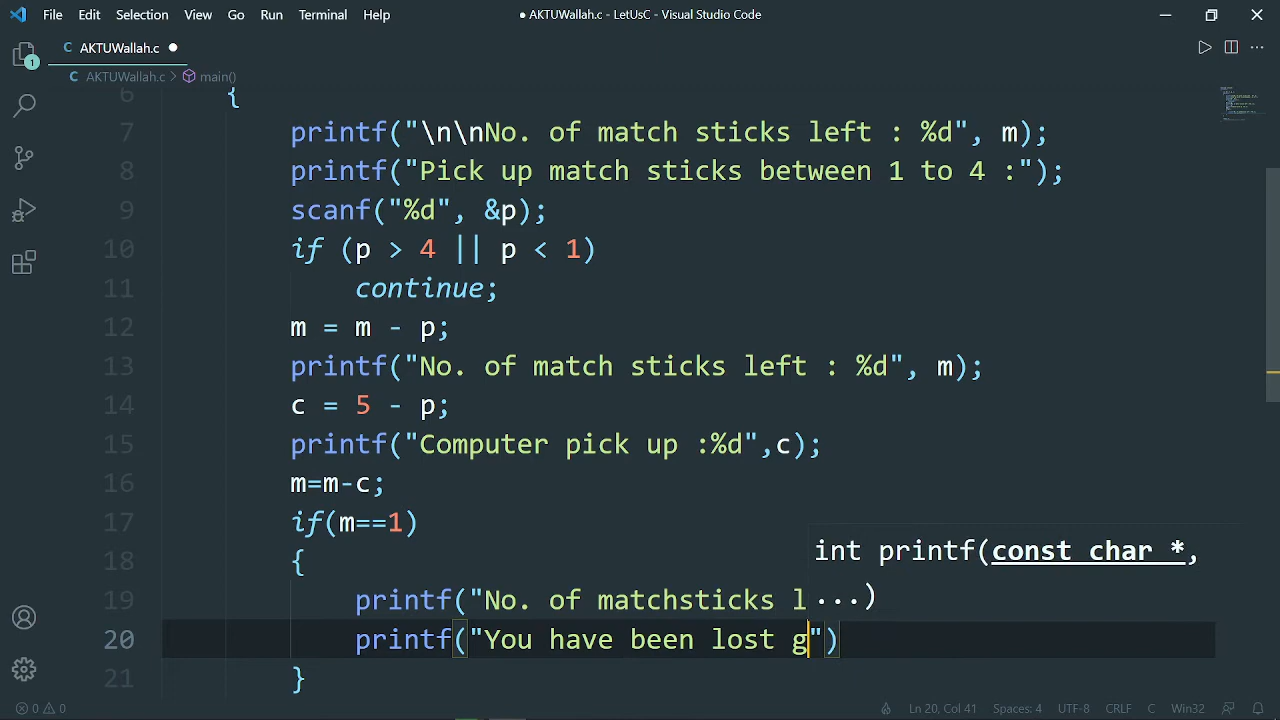 File Edit Selection View Go Run Terminal Help
● AKTUWallah.c - LetUsC - Visual Studio Code
C AKTUWallah.c ●
C AKTUWallah.c > main()
6 {
7 printf("\n\nNo. of match sticks left : %d", m);
8 printf("Pick up match sticks between 1 to 4 :");
9 scanf("%d", &p);
10 if (p > 4 || p < 1)
11 continue;
12 m = m - p;
13 printf("No. of match sticks left : %d", m);
14 c = 5 - p;
15 printf("Computer pick up :%d",c);
16 m=m-c;
17 if(m==1)
18 {
int printf(const char *,
...)
19 printf("No. of matchsticks l
20 printf("You have been lost g")
21 }
1
0 0
Ln 20, Col 41 Spaces: 4 UTF-8 CRLF C Win32